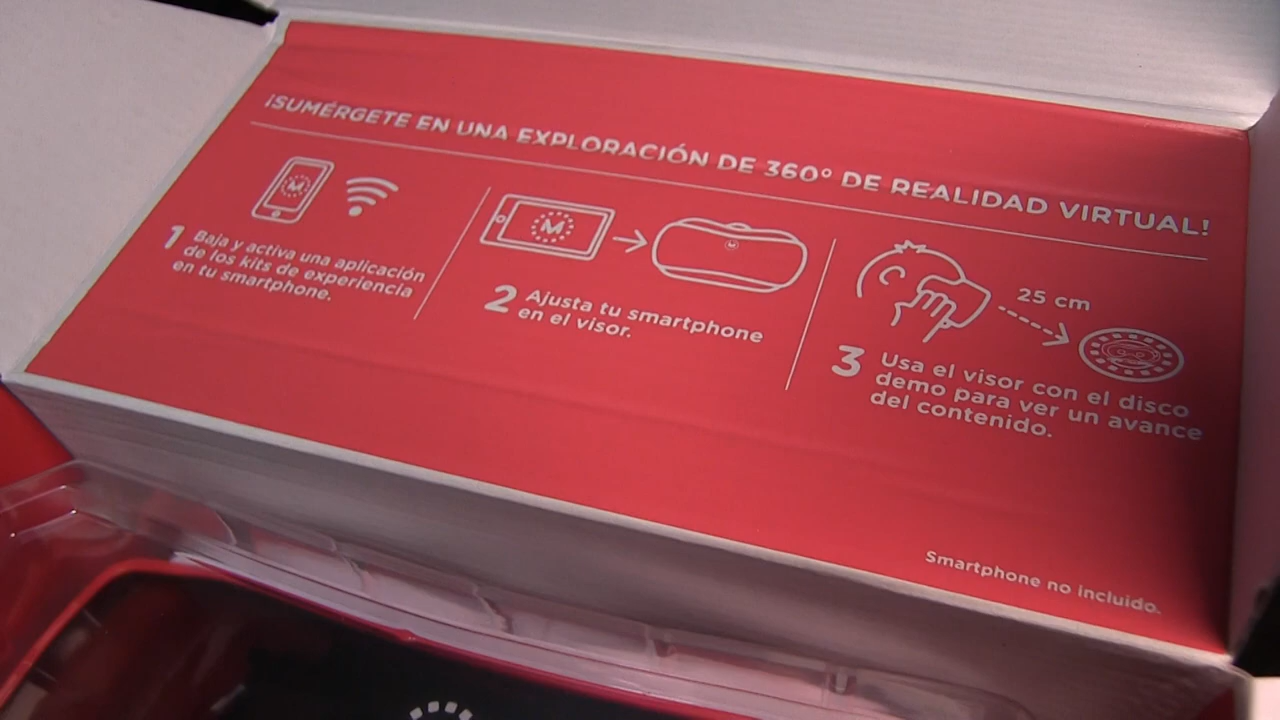 ¡SUMÉRGETE EN UNA EXPLORACIÓN DE 360° DE REALIDAD VIRTUAL!
M
1 Baja y activa una aplicación
de los kits de experiencia
en tu smartphone.
M
M
2 Ajusta tu smartphone
en el visor.
25 cm
3 Usa el visor con el disco
demo para ver un avance
del contenido.
Smartphone no incluido.